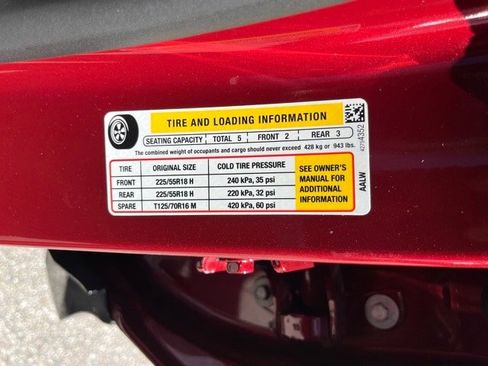 TIRE AND LOADING INFORMATION
SEATING CAPACITY TOTAL 5 FRONT 2 REAR 3
The combined weight of occupants and cargo should never exceed 428 kg or 943 lbs.
TIRE ORIGINAL SIZE COLD TIRE PRESSURE
FRONT 225/55R18 H 240 kPa, 35 psi
REAR 225/55R18 H 220 kPa, 32 psi
SPARE T125/70R16 M 420 kPa, 60 psi
SEE OWNER'S
MANUAL FOR
ADDITIONAL
INFORMATION
42794352
AALW